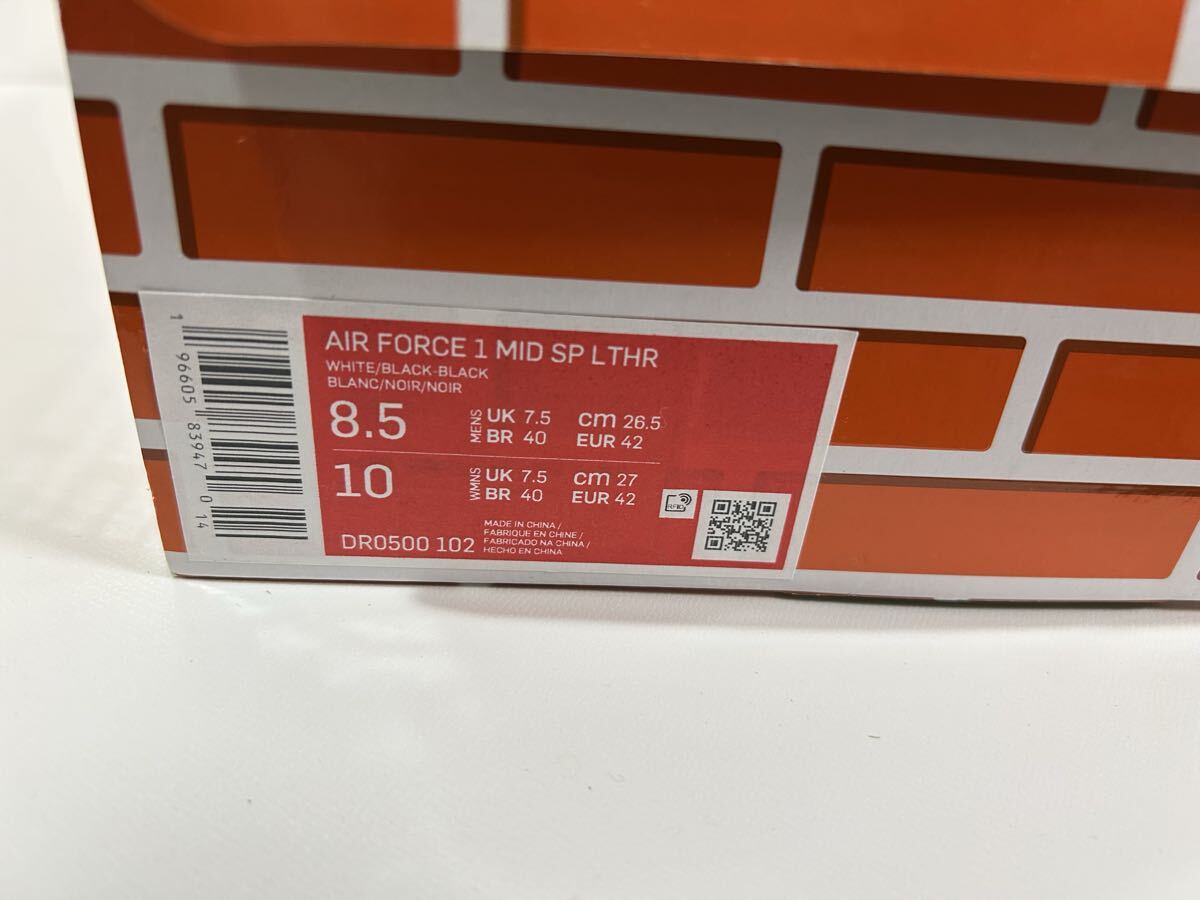 AIR FORCE 1 MID SP LTHR
WHITE/BLACK-BLACK
BLANC/NOIR/NOIR
8.5 MENS UK 7.5 cm 26.5
BR 40 EUR 42
10 WMNS UK 7.5 cm 27
BR 40 EUR 42
DR0500 102
MADE IN CHINA /
FABRIQUE EN CHINE /
FABRICADO NA CHINA /
HECHO EN CHINA
RFID
1 96605 83947 0 14